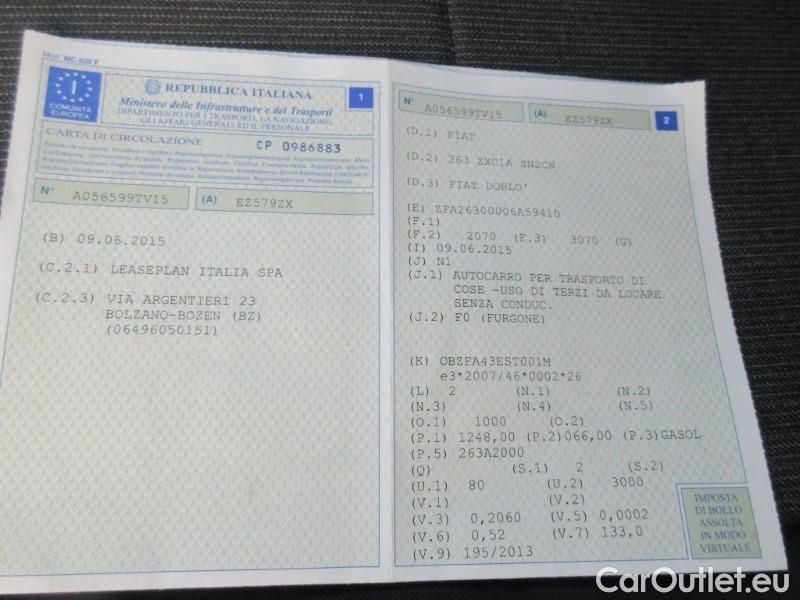 Mod. MC 820 F
I
COMUNITÀ
EUROPEA
REPUBBLICA ITALIANA
1
Ministero delle Infrastrutture e dei Trasporti
DIPARTIMENTO PER I TRASPORTI, LA NAVIGAZIONE,
GLI AFFARI GENERALI ED IL PERSONALE
CARTA DI CIRCOLAZIONE
CP 0986883
N° A056599TV15 (A) EZ579ZX
(B) 09.06.2015
(C.2.1) LEASEPLAN ITALIA SPA
(C.2.3) VIA ARGENTIERI 23
BOLZANO-BOZEN (BZ)
(06496050151)
N° A056599TV15 (A) EZ579ZX 2
(D.1) FIAT
(D.2) 263 ZXC1A SN2CN
(D.3) FIAT DOBLO'
(E) ZFA26300006A59410
(F.1)
(F.2) 2070 (F.3) 3070 (G)
(I) 09.06.2015
(J) N1
(J.1) AUTOCARRO PER TRASPORTO DI
COSE -USO DI TERZI DA LOCARE
SENZA CONDUC.
(J.2) F0 (FURGONE)
(K) OBZFA43EST001M
e3*2007/46*0002*26
(L) 2 (N.1) (N.2)
(N.3) (N.4) (N.5)
(O.1) 1000 (O.2)
(P.1) 1248,00 (P.2)066,00 (P.3)GASOL
(P.5) 263A2000
(Q) (S.1) 2 (S.2)
(U.1) 80 (U.2) 3000
(V.1) (V.2)
(V.3) 0,2060 (V.5) 0,0002
(V.6) 0,52 (V.7) 133,0
(V.9) 195/2013
IMPOSTA
DI BOLLO
ASSOLTA
IN MODO
VIRTUALE
CarOutlet.eu